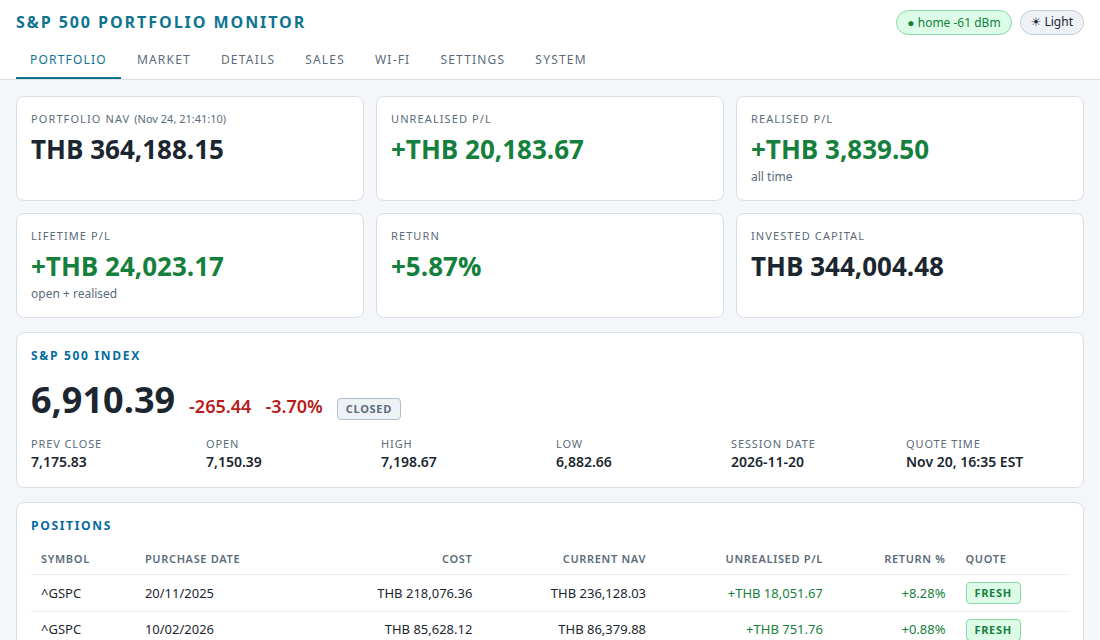 S&P 500 PORTFOLIO MONITOR
● home -61 dBm
☀ Light
PORTFOLIO MARKET DETAILS SALES WI-FI SETTINGS SYSTEM
PORTFOLIO NAV (Nov 24, 21:41:10)
THB 364,188.15
UNREALISED P/L
+THB 20,183.67
REALISED P/L
+THB 3,839.50
all time
LIFETIME P/L
+THB 24,023.17
open + realised
RETURN
+5.87%
INVESTED CAPITAL
THB 344,004.48
S&P 500 INDEX
6,910.39 -265.44 -3.70% CLOSED
PREV CLOSE OPEN HIGH LOW SESSION DATE QUOTE TIME
7,175.83 7,150.39 7,198.67 6,882.66 2026-11-20 Nov 20, 16:35 EST
POSITIONS
SYMBOL PURCHASE DATE COST CURRENT NAV UNREALISED P/L RETURN % QUOTE
^GSPC 20/11/2025 THB 218,076.36 THB 236,128.03 +THB 18,051.67 +8.28% FRESH
^GSPC 10/02/2026 THB 85,628.12 THB 86,379.88 +THB 751.76 +0.88% FRESH